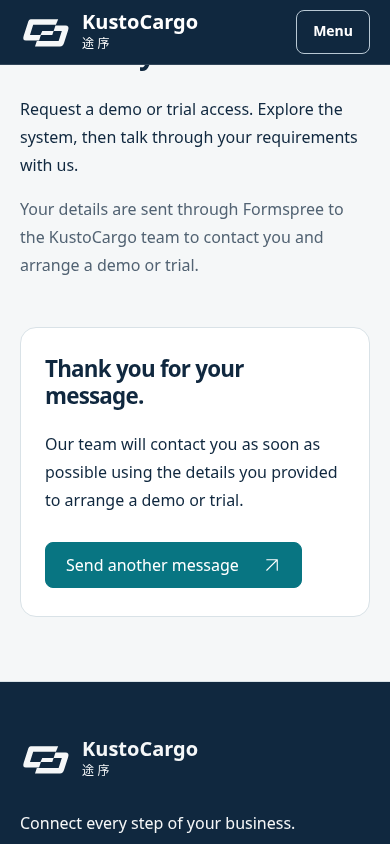 KustoCargo
途序
Menu
Request a demo or trial access. Explore the
system, then talk through your requirements
with us.
Your details are sent through Formspree to
the KustoCargo team to contact you and
arrange a demo or trial.
Thank you for your
message.
Our team will contact you as soon as
possible using the details you provided
to arrange a demo or trial.
Send another message
KustoCargo
途序
Connect every step of your business.